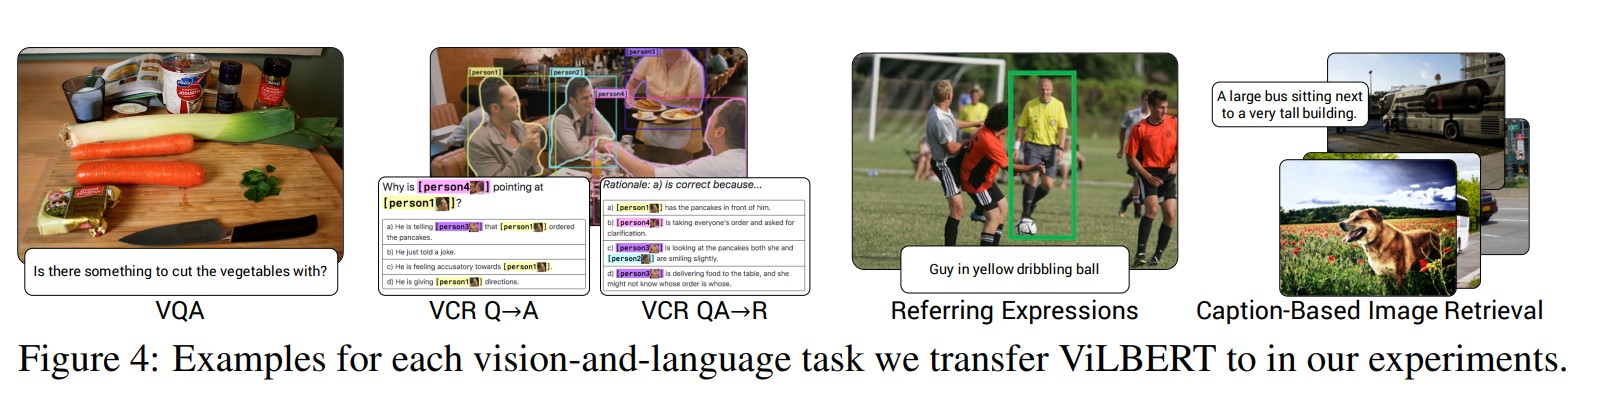 Is there something to cut the vegetables with?
VQA
[person1]
[person2]
[person3]
[person4]
Why is [person4] pointing at
[person1]?
a) He is telling [person3] that [person1] ordered
the pancakes.
b) He just told a joke.
c) He is feeling accusatory towards [person1].
d) He is giving [person1] directions.
VCR Q→A
Rationale: a) is correct because...
a) [person1] has the pancakes in front of him.
b) [person4] is taking everyone's order and asked for
clarification.
c) [person3] is looking at the pancakes both she and
[person2] are smiling slightly.
d) [person3] is delivering food to the table, and she
might not know whose order is whose.
VCR QA→R
Guy in yellow dribbling ball
Referring Expressions
A large bus sitting next
to a very tall building.
Caption-Based Image Retrieval
Figure 4: Examples for each vision-and-language task we transfer ViLBERT to in our experiments.